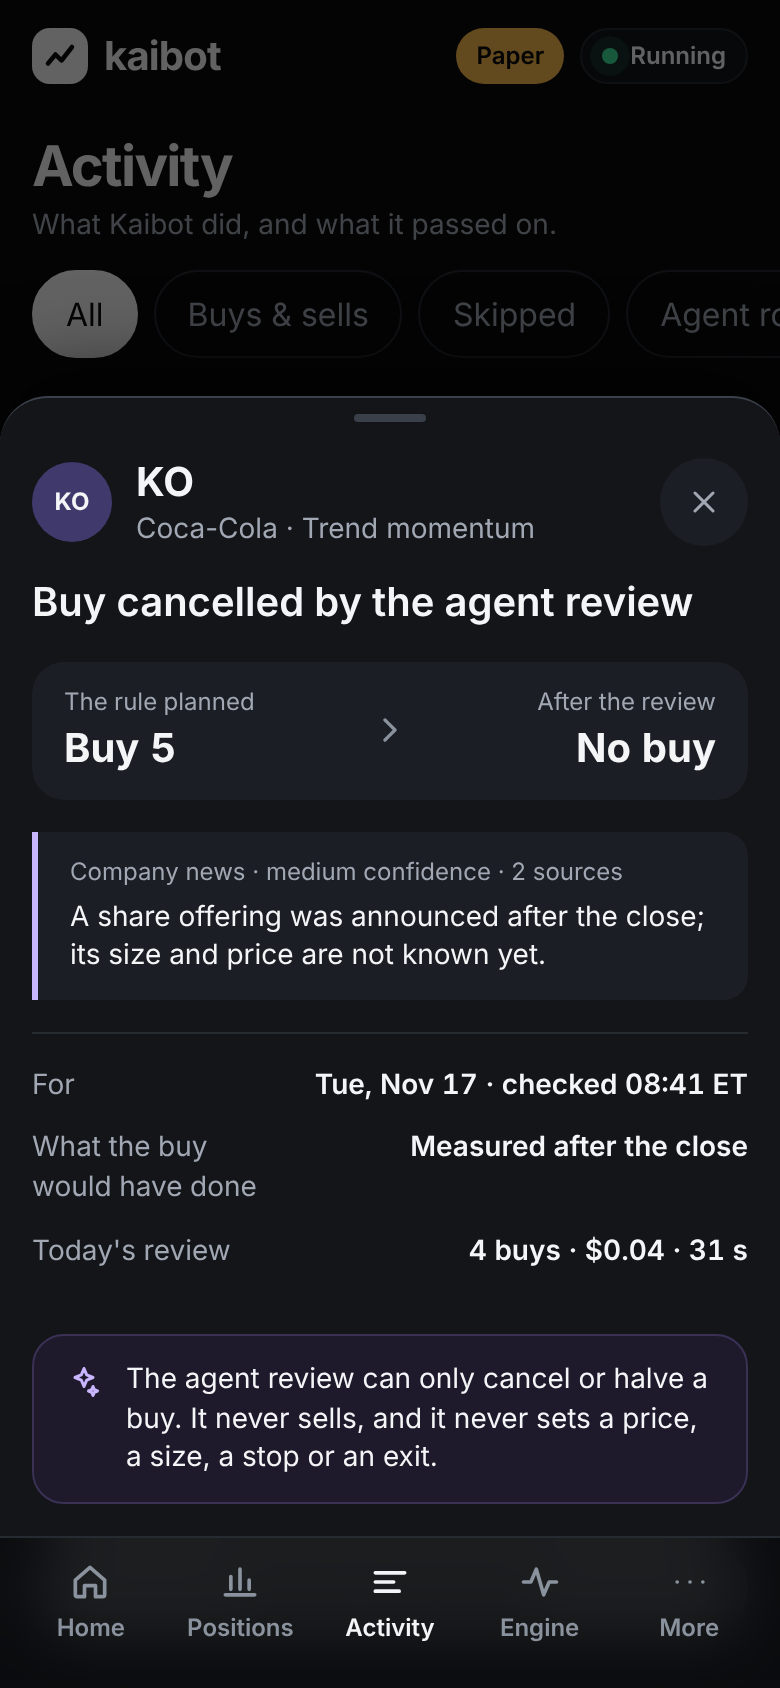 kaibot
Paper
Running
Activity
What Kaibot did, and what it passed on.
All
Buys & sells
Skipped
Agent ro
KO
KO
Coca-Cola · Trend momentum
Buy cancelled by the agent review
The rule planned
Buy 5
After the review
No buy
Company news · medium confidence · 2 sources
A share offering was announced after the close;
its size and price are not known yet.
For
Tue, Nov 17 · checked 08:41 ET
What the buy
would have done
Measured after the close
Today's review
4 buys · $0.04 · 31 s
The agent review can only cancel or halve a
buy. It never sells, and it never sets a price,
a size, a stop or an exit.
Home
Positions
Activity
Engine
More